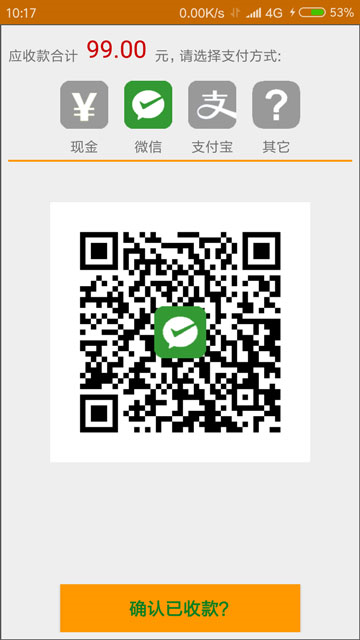 10:17 0.00K/s 4G 53%
应收款合计 99.00 元, 请选择支付方式:
¥ 支 ?
现金 微信 支付宝 其它
确认已收款?